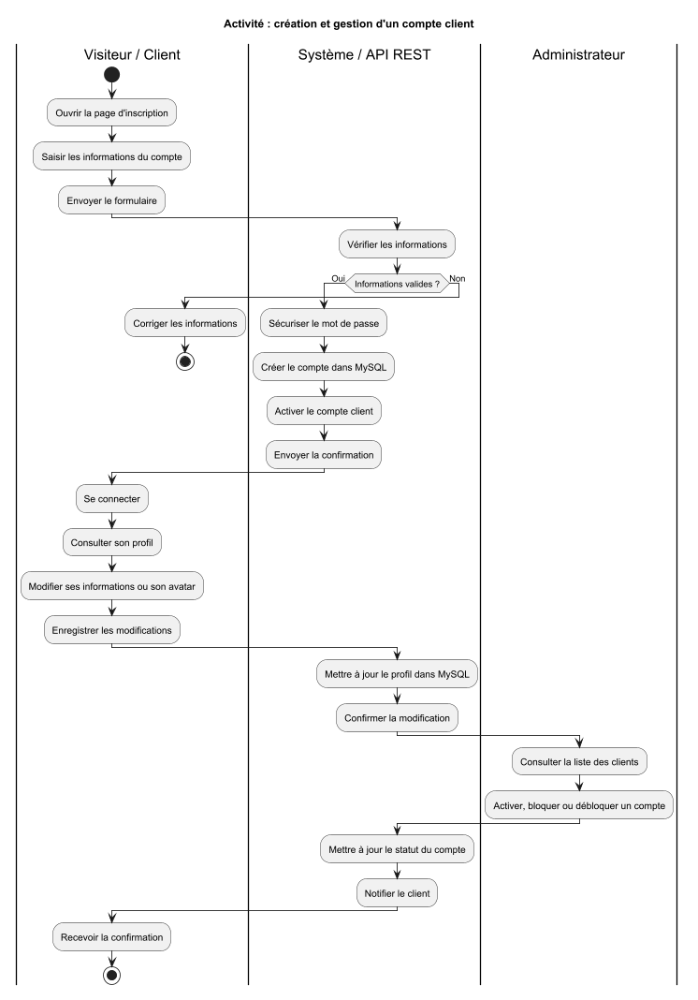 Activité : création et gestion d'un compte client
Visiteur / Client
Système / API REST
Administrateur
Ouvrir la page d'inscription
Saisir les informations du compte
Envoyer le formulaire
Vérifier les informations
Oui
Informations valides ?
Non
Corriger les informations
Sécuriser le mot de passe
Créer le compte dans MySQL
Activer le compte client
Envoyer la confirmation
Se connecter
Consulter son profil
Modifier ses informations ou son avatar
Enregistrer les modifications
Mettre à jour le profil dans MySQL
Confirmer la modification
Consulter la liste des clients
Activer, bloquer ou débloquer un compte
Mettre à jour le statut du compte
Notifier le client
Recevoir la confirmation